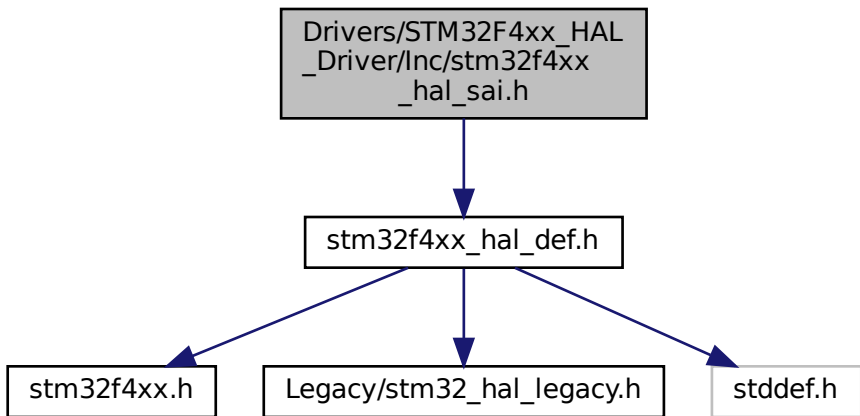 Drivers/STM32F4xx_HAL
_Driver/Inc/stm32f4xx
_hal_sai.h
stm32f4xx_hal_def.h
stm32f4xx.h
Legacy/stm32_hal_legacy.h
stddef.h